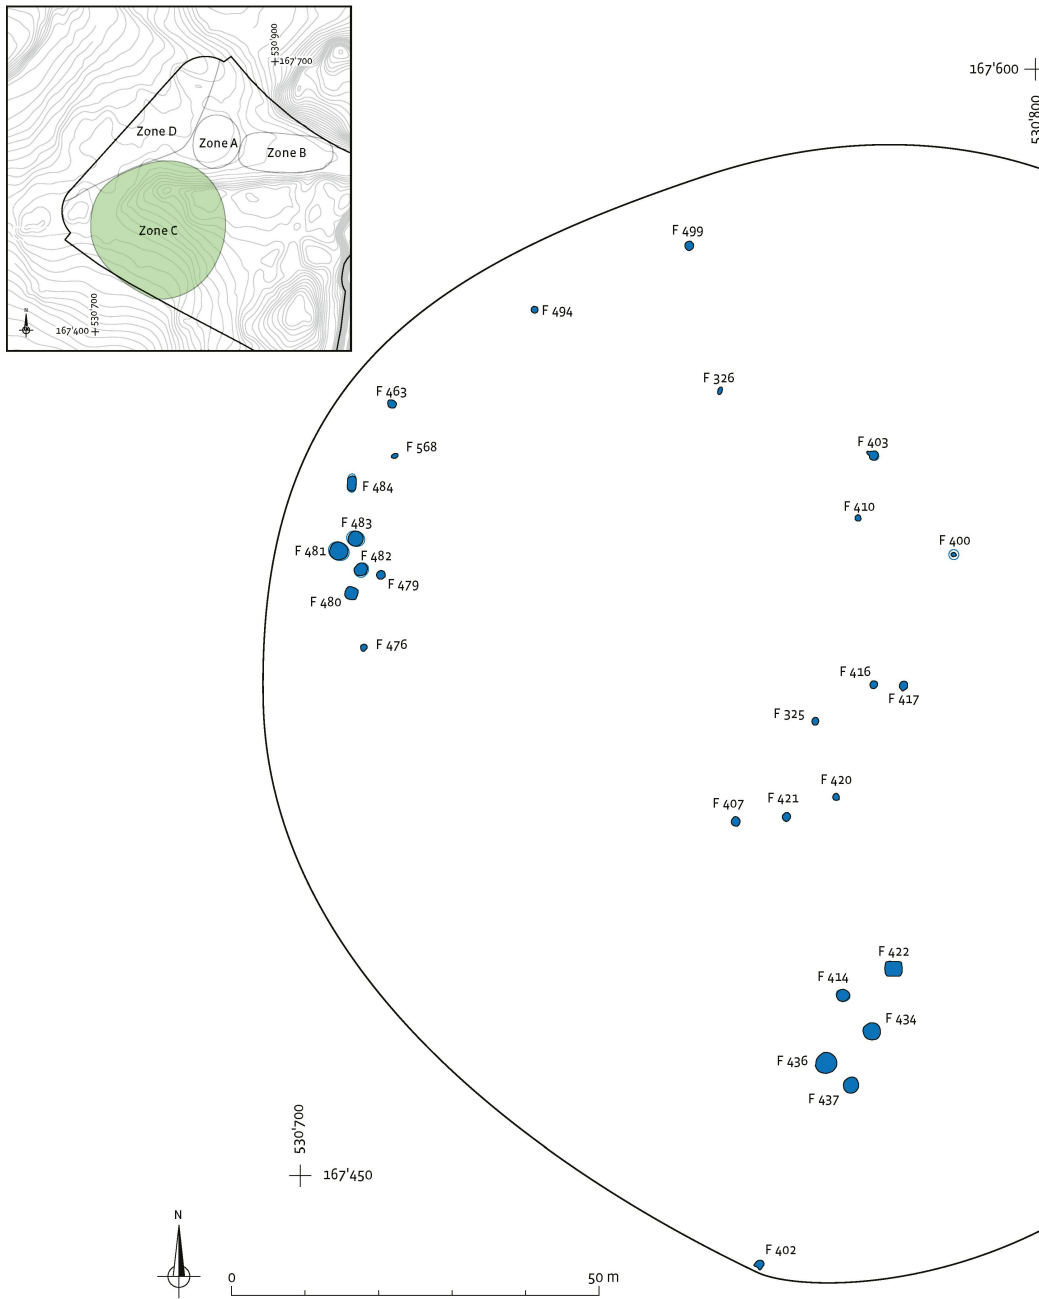 530'900
167'700
Zone D
Zone A
Zone B
Zone C
530'700
N
167'400
167'600
530'800
F 499
F 494
F 326
F 463
F 403
F 568
F 484
F 410
F 483
F 400
F 481
F 482
F 479
F 480
F 476
F 416
F 417
F 325
F 420
F 421
F 407
F 422
F 414
F 434
F 436
F 437
530'700
167'450
N
F 402
0
50 m